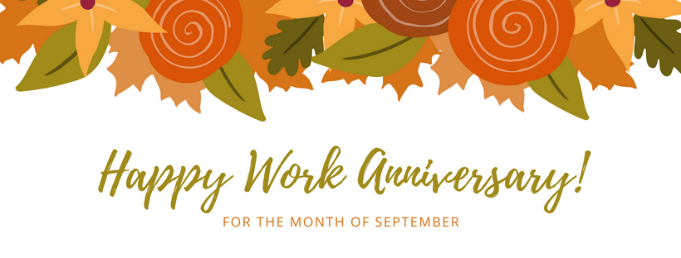 Happy Work Anniversary!
FOR THE MONTH OF SEPTEMBER